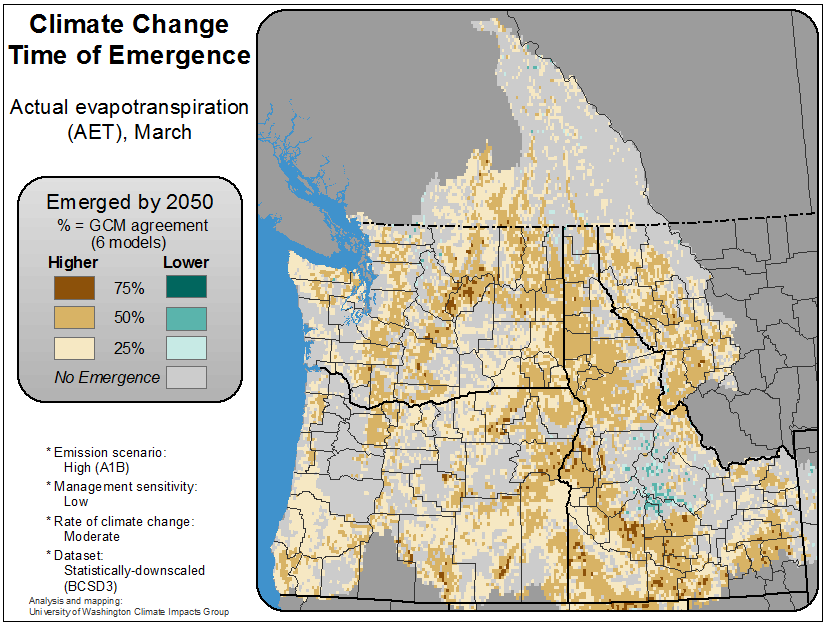 Climate Change
Time of Emergence
Actual evapotranspiration
(AET), March
Emerged by 2050
% = GCM agreement
(6 models)
Higher Lower
75%
50%
25%
No Emergence
* Emission scenario:
High (A1B)
* Management sensitivity:
Low
* Rate of climate change:
Moderate
* Dataset:
Statistically-downscaled
(BCSD3)
Analysis and mapping:
University of Washington Climate Impacts Group